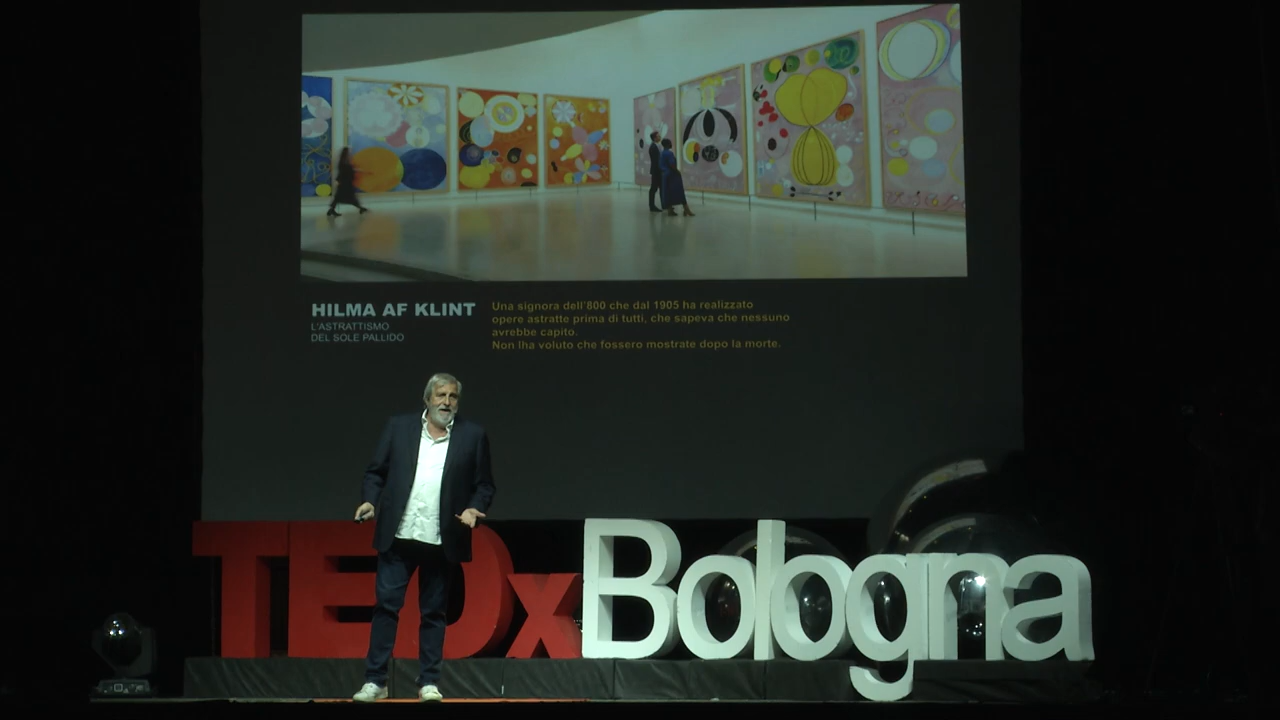 HILMA AF KLINT
L'ASTRATTISMO
DEL SOLE PALLIDO
Una signora dell'800 che dal 1905 ha realizzato
opere astratte prima di tutti, che sapeva che nessuno
avrebbe capito.
Non lha voluto che fossero mostrate dopo la morte.
TEDxBologna